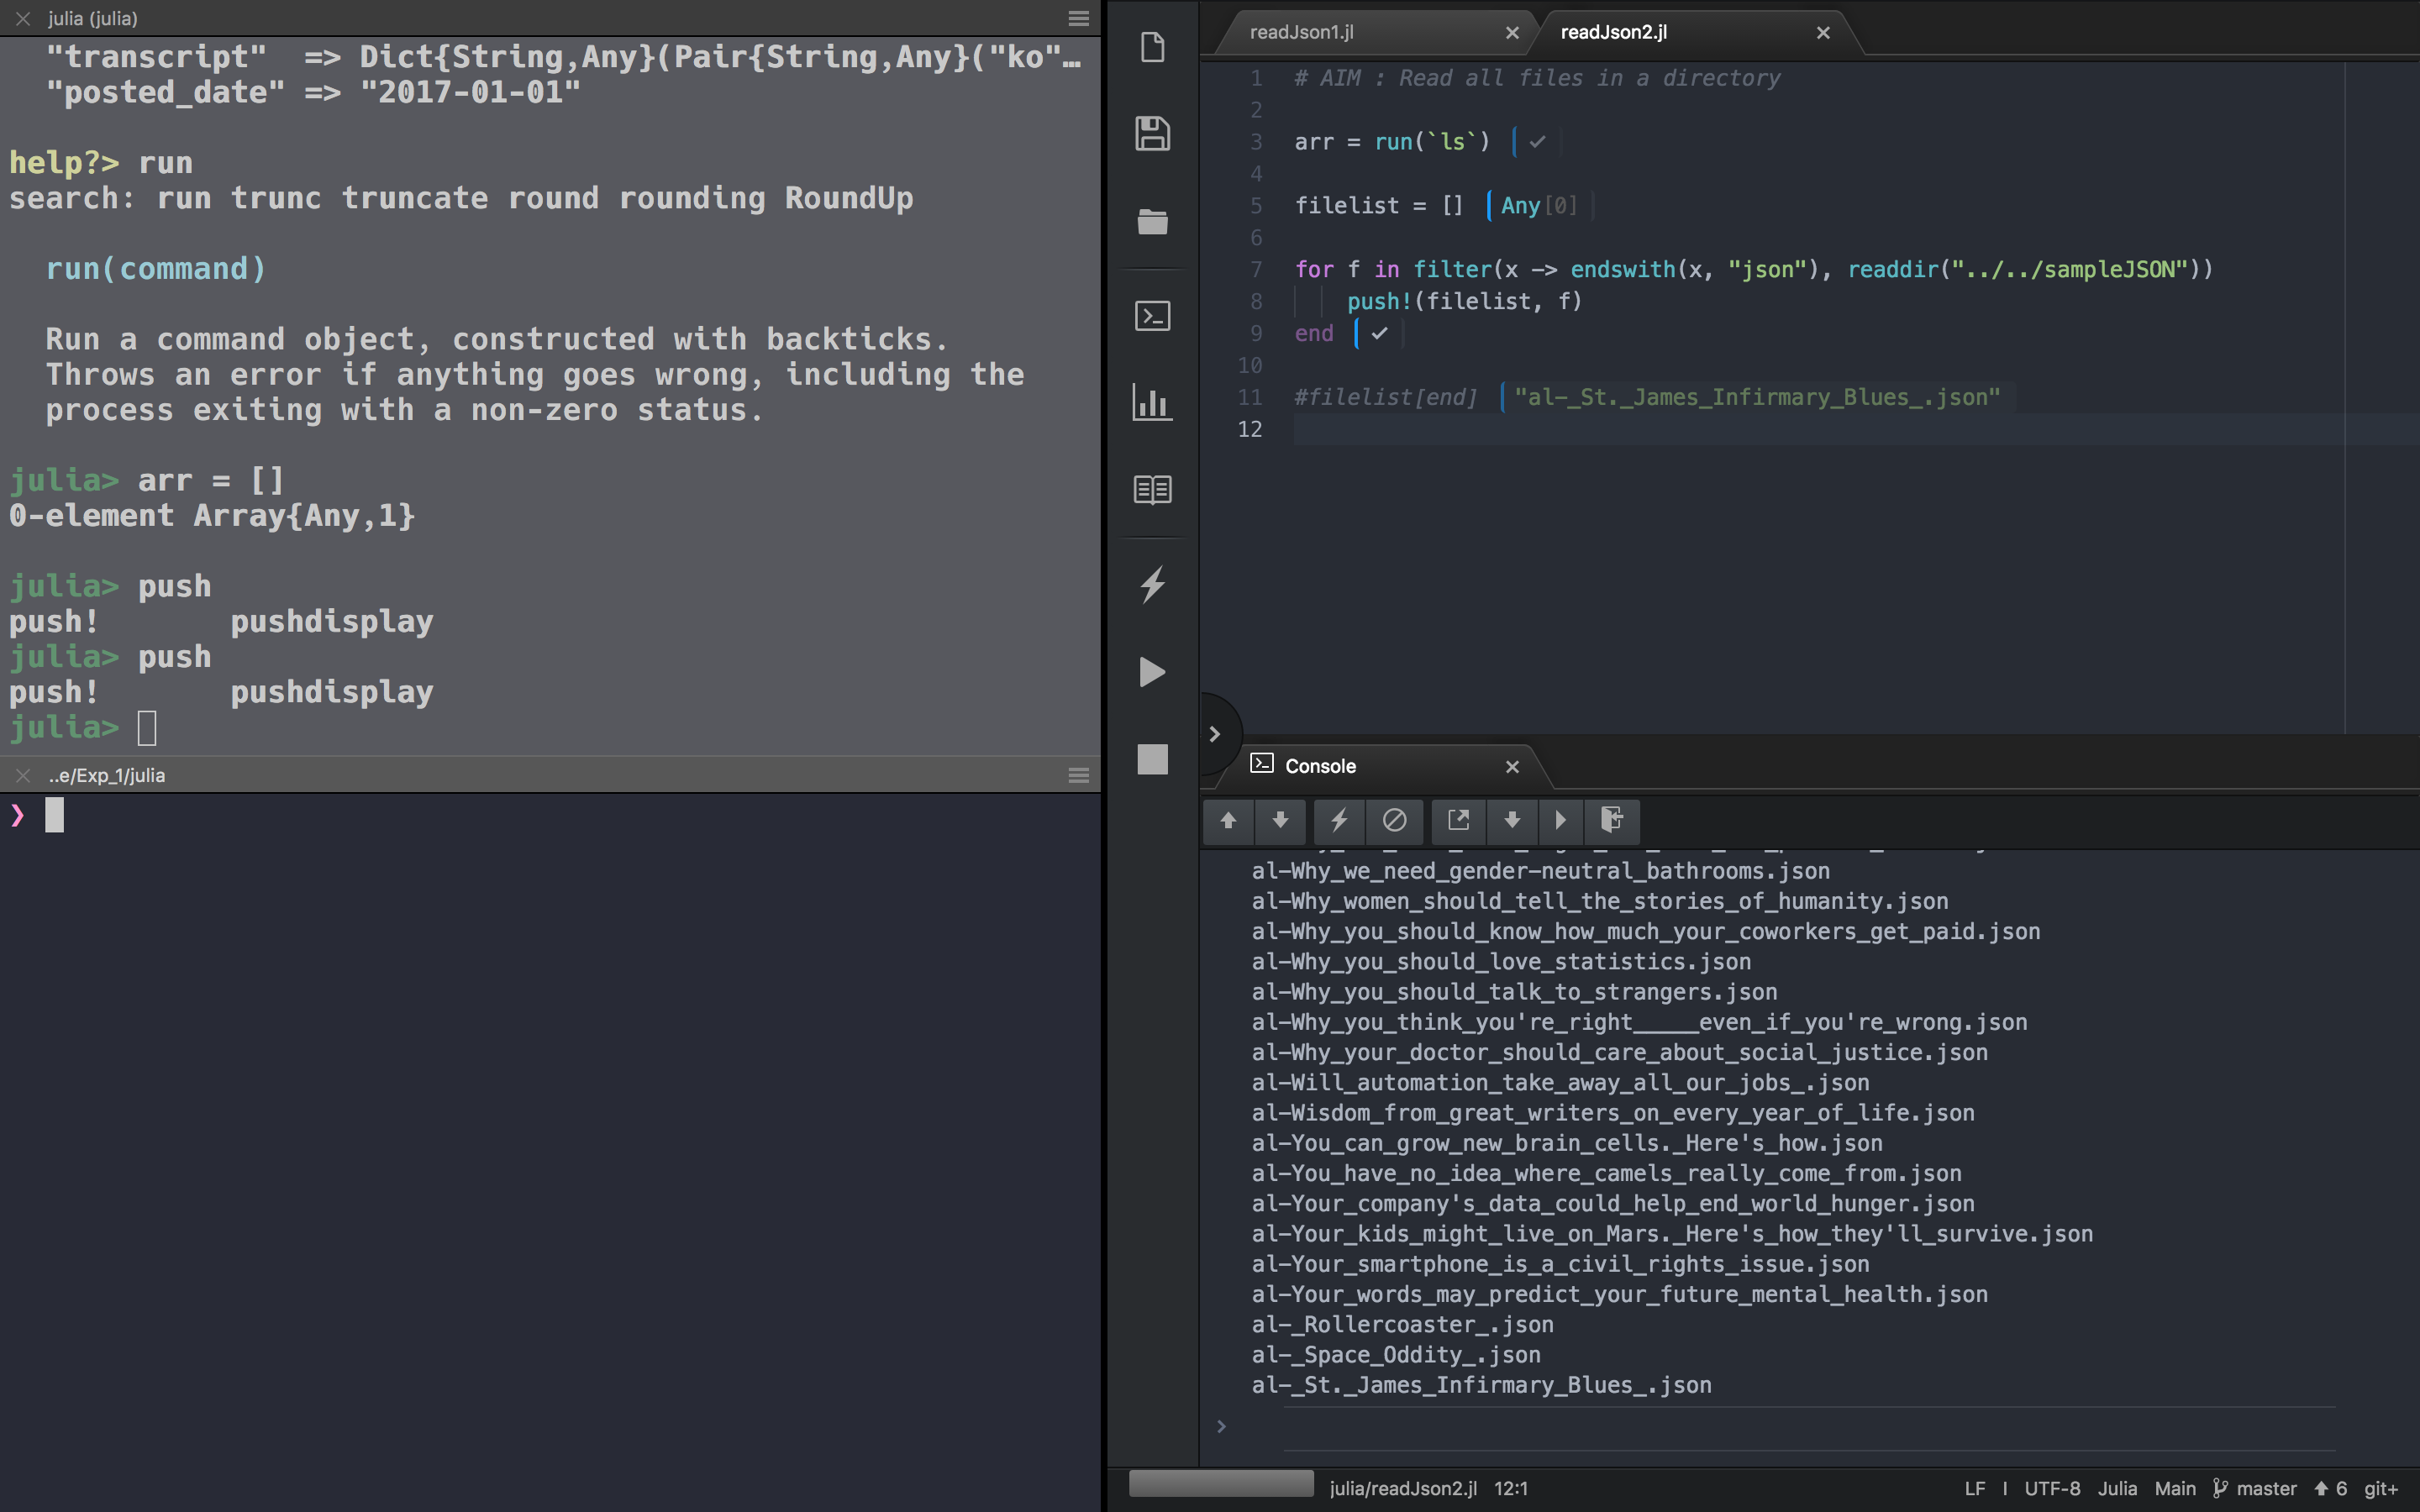 julia (julia)
"transcript"  => Dict{String,Any}(Pair{String,Any}("ko"…
"posted_date" => "2017-01-01"
help?> run
search: run trunc truncate round rounding RoundUp
run(command)
Run a command object, constructed with backticks.
Throws an error if anything goes wrong, including the
process exiting with a non-zero status.
julia> arr = []
0-element Array{Any,1}
julia> push
push!       pushdisplay
julia> push
push!       pushdisplay
julia>
..e/Exp_1/julia
❯
readJson1.jl
readJson2.jl
1 # AIM : Read all files in a directory
2
3 arr = run(`ls`) ✓
4
5 filelist = [] Any[0]
6
7 for f in filter(x -> endswith(x, "json"), readdir("../../sampleJSON"))
8     push!(filelist, f)
9 end ✓
10
11 #filelist[end] "al-_St._James_Infirmary_Blues_.json"
12
Console
al-Why_we_need_gender-neutral_bathrooms.json
al-Why_women_should_tell_the_stories_of_humanity.json
al-Why_you_should_know_how_much_your_coworkers_get_paid.json
al-Why_you_should_love_statistics.json
al-Why_you_should_talk_to_strangers.json
al-Why_you_think_you're_right_____even_if_you're_wrong.json
al-Why_your_doctor_should_care_about_social_justice.json
al-Will_automation_take_away_all_our_jobs_.json
al-Wisdom_from_great_writers_on_every_year_of_life.json
al-You_can_grow_new_brain_cells._Here's_how.json
al-You_have_no_idea_where_camels_really_come_from.json
al-Your_company's_data_could_help_end_world_hunger.json
al-Your_kids_might_live_on_Mars._Here's_how_they'll_survive.json
al-Your_smartphone_is_a_civil_rights_issue.json
al-Your_words_may_predict_your_future_mental_health.json
al-_Rollercoaster_.json
al-_Space_Oddity_.json
al-_St._James_Infirmary_Blues_.json
julia/readJson2.jl 12:1
LF I UTF-8 Julia Main master 6 git+